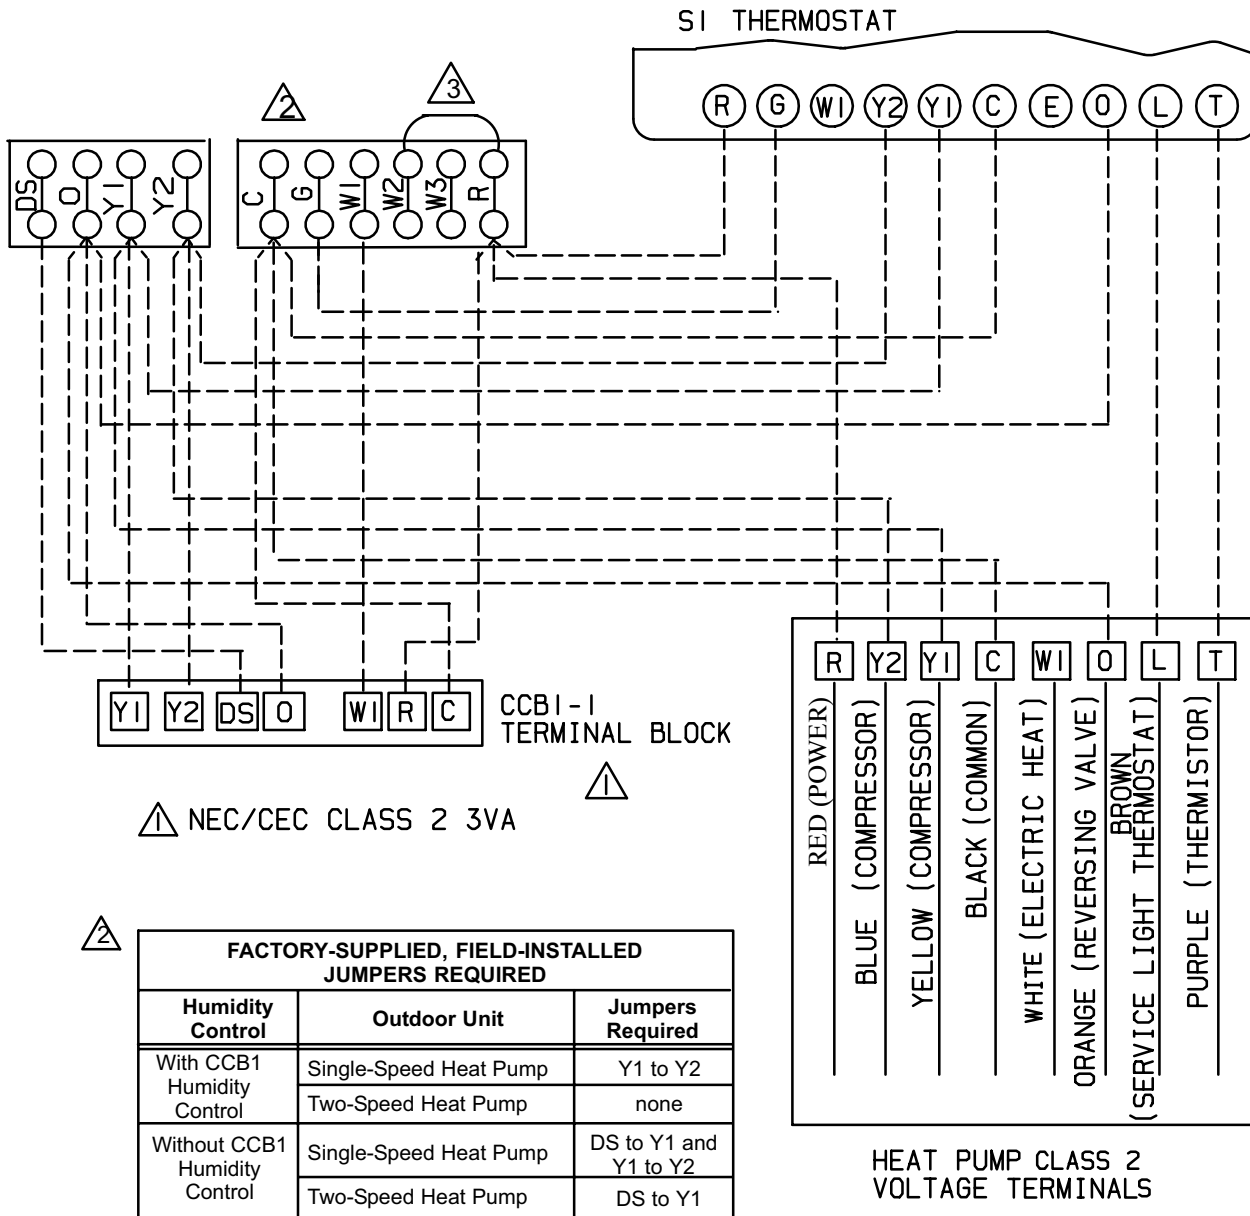 S1 THERMOSTAT
R G W1 Y2 Y1 C E O L T
2
3
DS O Y1 Y2
C G W1 W2 W3 R
R Y2 Y1 C W1 O L T
Y1 Y2 DS O W1 R C
CCB1-1
TERMINAL BLOCK
1
1 NEC/CEC CLASS 2 3VA
RED (POWER)
BLUE (COMPRESSOR)
YELLOW (COMPRESSOR)
BLACK (COMMON)
WHITE (ELECTRIC HEAT)
ORANGE (REVERSING VALVE)
BROWN
(SERVICE LIGHT THERMOSTAT)
PURPLE (THERMISTOR)
HEAT PUMP CLASS 2
VOLTAGE TERMINALS
2
FACTORY-SUPPLIED, FIELD-INSTALLED
JUMPERS REQUIRED
Humidity
Control
Outdoor Unit
Jumpers
Required
With CCB1
Humidity
Control
Single-Speed Heat Pump
Y1 to Y2
Two-Speed Heat Pump
none
Without CCB1
Humidity
Control
Single-Speed Heat Pump
DS to Y1 and
Y1 to Y2
Two-Speed Heat Pump
DS to Y1